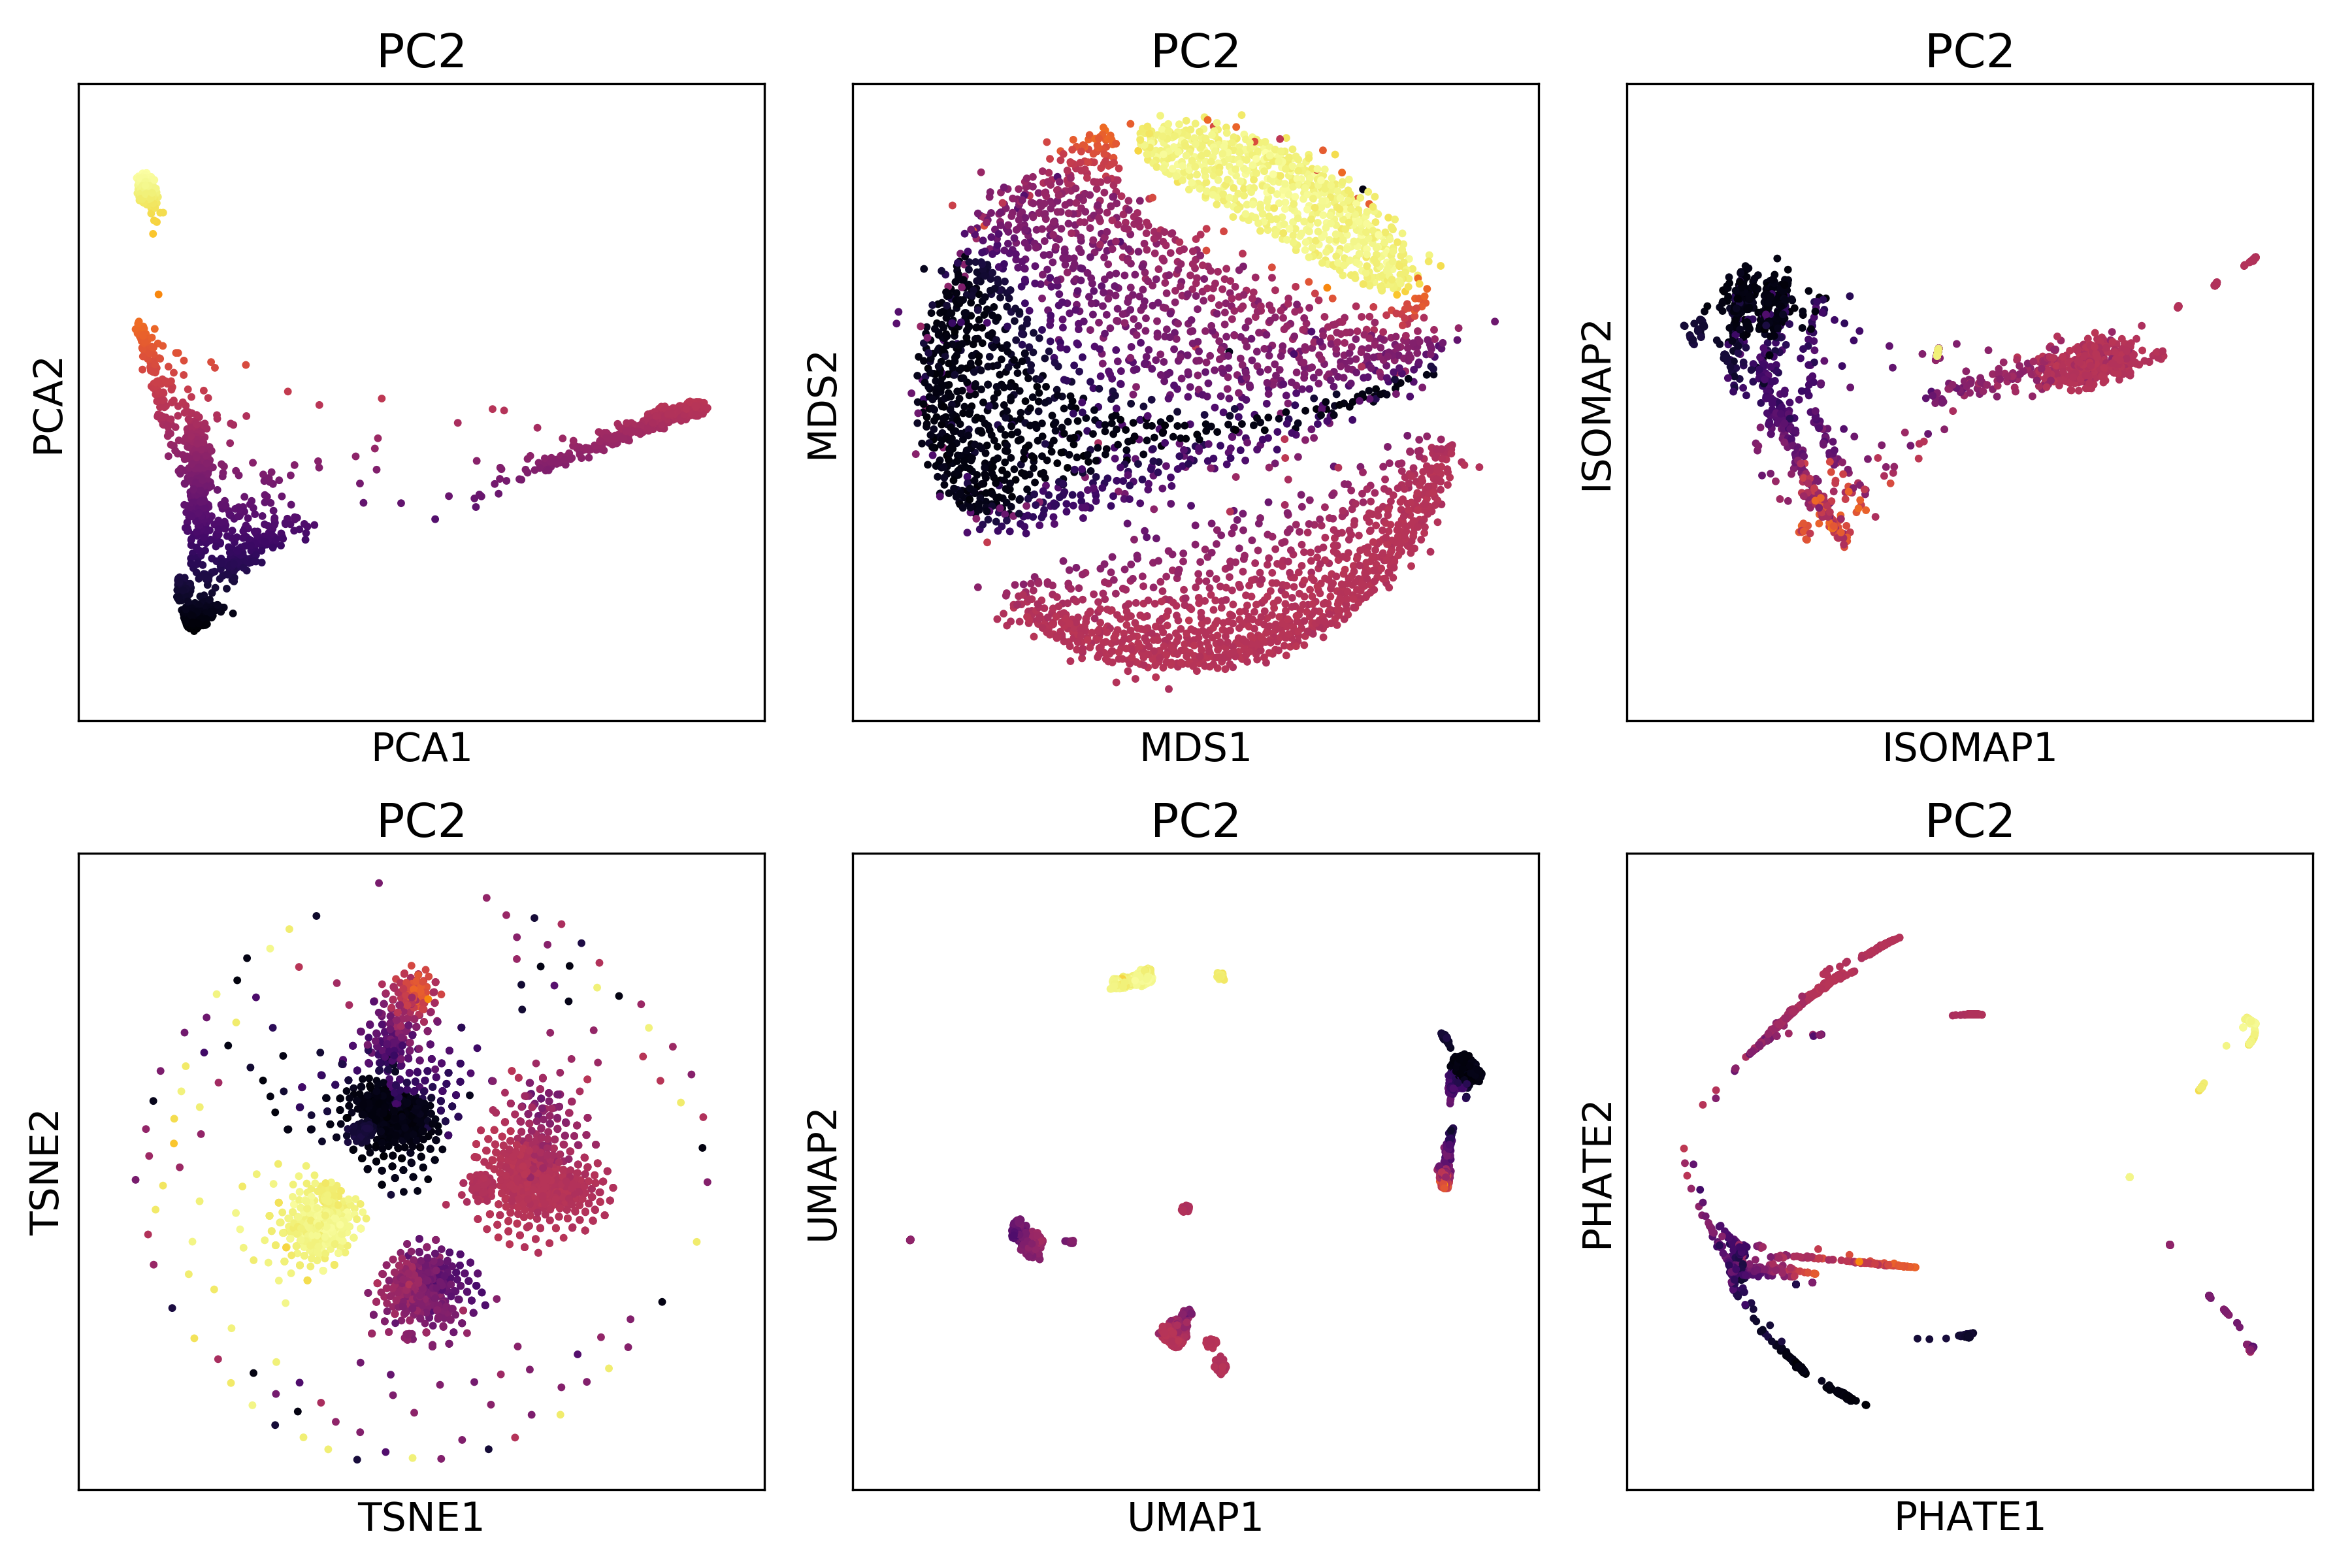 PC2
PC2
PC2
PCA2
MDS2
ISOMAP2
PCA1
MDS1
ISOMAP1
PC2
PC2
PC2
TSNE2
UMAP2
PHATE2
TSNE1
UMAP1
PHATE1